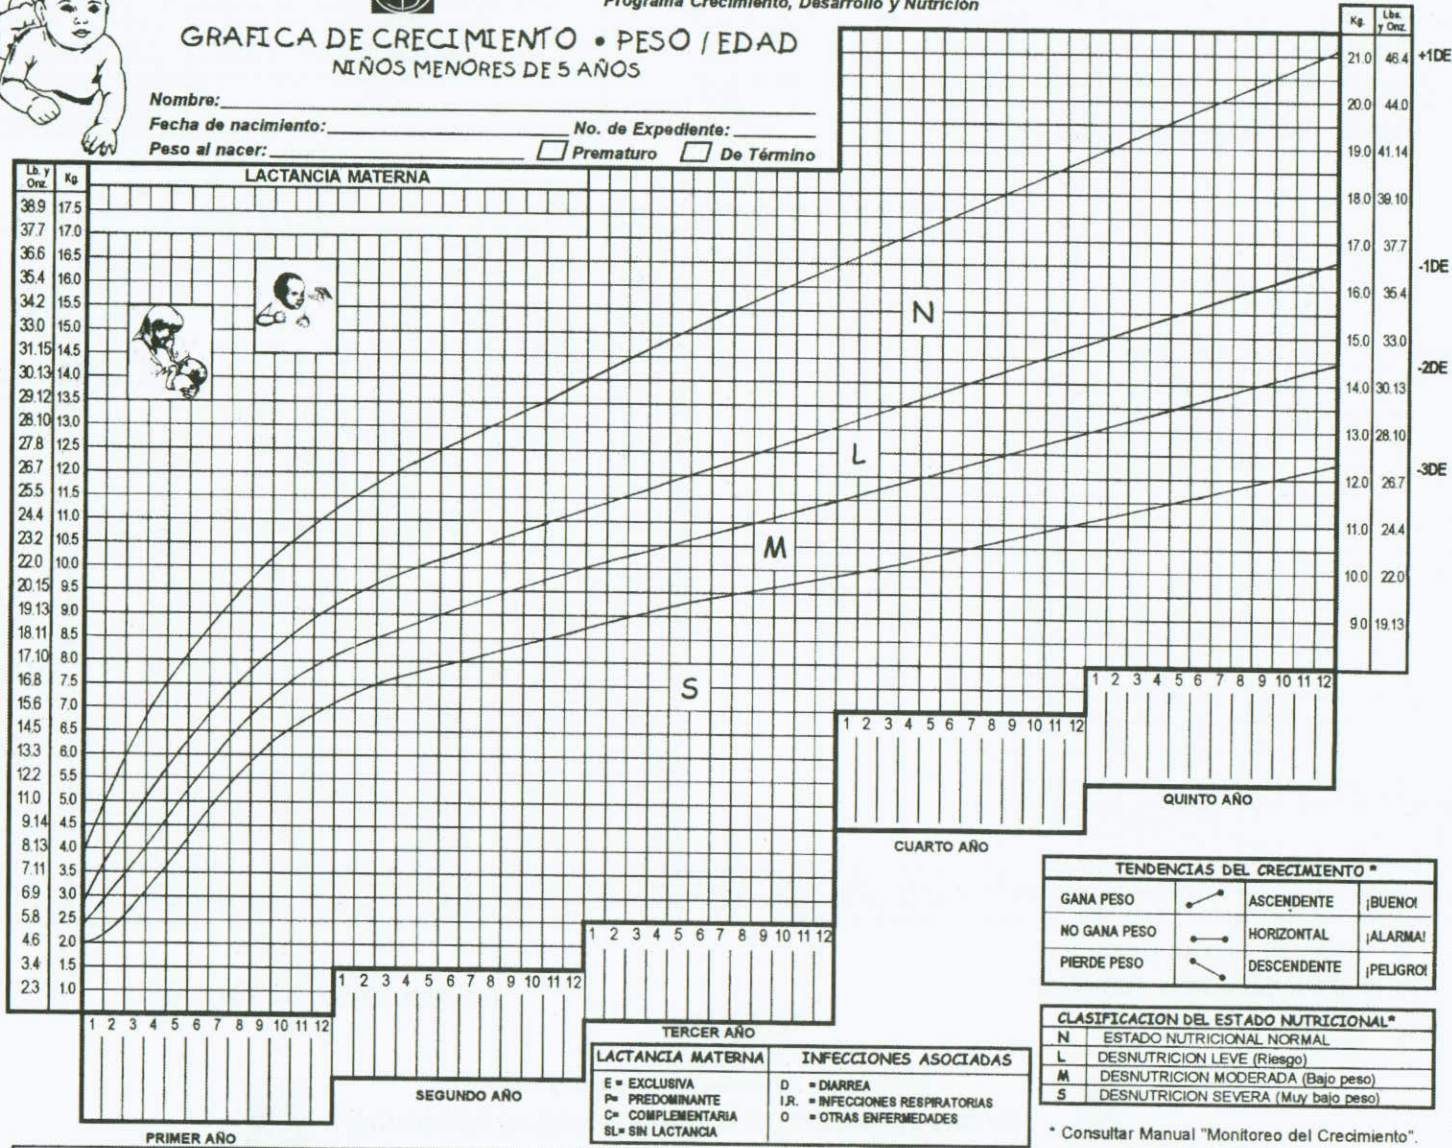 Programa Crecimiento, Desarrollo y Nutrición
GRAFICA DE CRECIMIENTO • PESO / EDAD
NIÑOS MENORES DE 5 AÑOS
Nombre:
Fecha de nacimiento: No. de Expediente:
Peso al nacer: Prematuro De Término
Lb. y Onz. Kg. LACTANCIA MATERNA
38.9 17.5
37.7 17.0
36.6 16.5
35.4 16.0
34.2 15.5
33.0 15.0
31.15 14.5
30.13 14.0
29.12 13.5
28.10 13.0
27.8 12.5
26.7 12.0
25.5 11.5
24.4 11.0
23.2 10.5
22.0 10.0
20.15 9.5
19.13 9.0
18.11 8.5
17.10 8.0
16.8 7.5
15.6 7.0
14.5 6.5
13.3 6.0
12.2 5.5
11.0 5.0
9.14 4.5
8.13 4.0
7.11 3.5
6.9 3.0
5.8 2.5
4.6 2.0
3.4 1.5
2.3 1.0
Kg. Lbs. y Onz.
21.0 46.4 +1DE
20.0 44.0
19.0 41.14
18.0 39.10
17.0 37.7
-1DE
16.0 35.4
15.0 33.0
-2DE
14.0 30.13
13.0 28.10
-3DE
12.0 26.7
11.0 24.4
10.0 22.0
9.0 19.13
N
L
M
S
1 2 3 4 5 6 7 8 9 10 11 12
PRIMER AÑO
1 2 3 4 5 6 7 8 9 10 11 12
SEGUNDO AÑO
1 2 3 4 5 6 7 8 9 10 11 12
TERCER AÑO
1 2 3 4 5 6 7 8 9 10 11 12
CUARTO AÑO
1 2 3 4 5 6 7 8 9 10 11 12
QUINTO AÑO
LACTANCIA MATERNA
E = EXCLUSIVA
P= PREDOMINANTE
C= COMPLEMENTARIA
SL= SIN LACTANCIA
INFECCIONES ASOCIADAS
D = DIARREA
I.R. = INFECCIONES RESPIRATORIAS
O = OTRAS ENFERMEDADES
TENDENCIAS DEL CRECIMIENTO *
GANA PESO ASCENDENTE ¡BUENO!
NO GANA PESO HORIZONTAL ¡ALARMA!
PIERDE PESO DESCENDENTE ¡PELIGRO!
CLASIFICACION DEL ESTADO NUTRICIONAL*
N ESTADO NUTRICIONAL NORMAL
L DESNUTRICION LEVE (Riesgo)
M DESNUTRICION MODERADA (Bajo peso)
S DESNUTRICION SEVERA (Muy bajo peso)
* Consultar Manual "Monitoreo del Crecimiento".